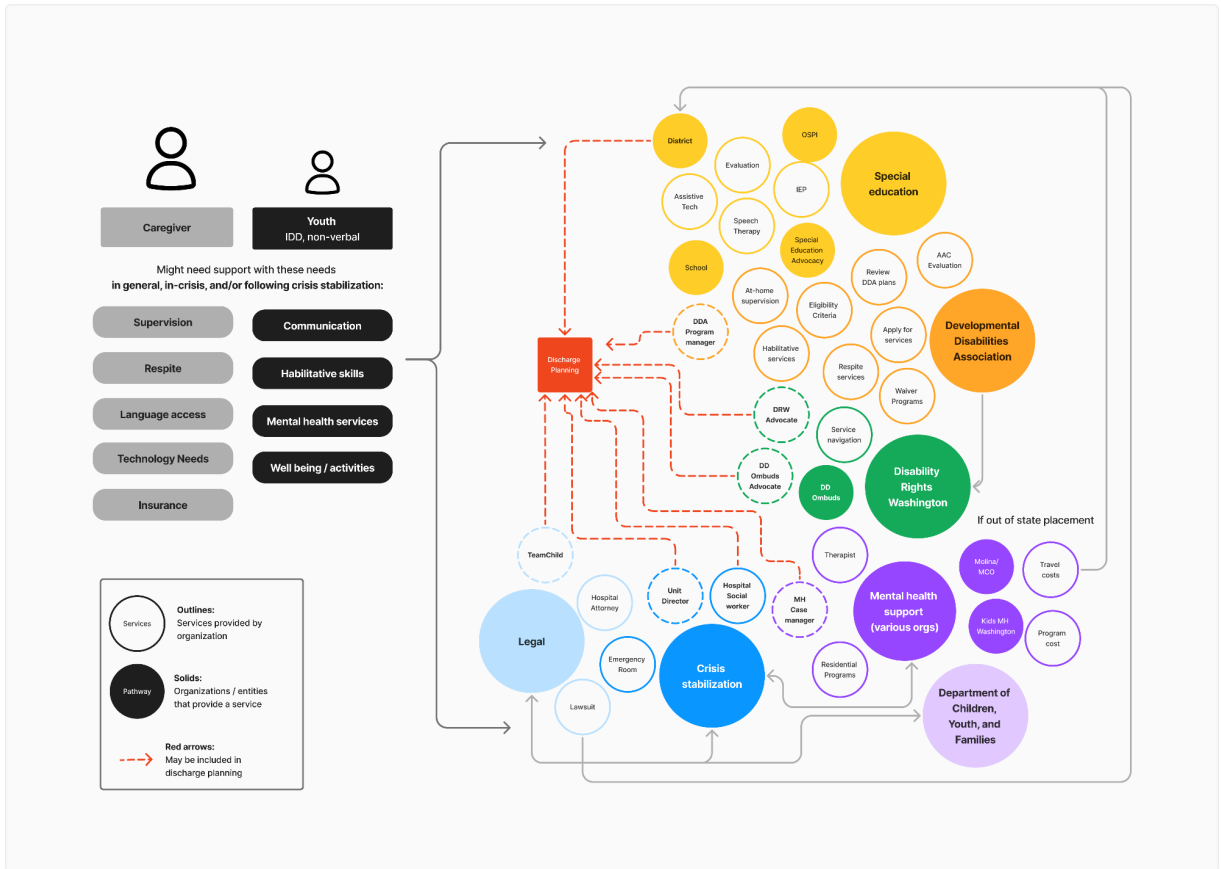 Caregiver
Youth
IDD, non-verbal
Might need support with these needs
in general, in-crisis, and/or following crisis stabilization:
Supervision
Respite
Language access
Technology Needs
Insurance
Communication
Habilitative skills
Mental health services
Well being / activities
Services
Outlines:
Services provided by
organization
Pathway
Solids:
Organizations / entities
that provide a service
Red arrows:
May be included in
discharge planning
Discharge
Planning
District
Evaluation
OSPI
Assistive
Tech
IEP
Speech
Therapy
Special
education
School
Special
Education
Advocacy
AAC
Evaluation
Review
DDA plans
At-home
supervision
Eligibility
Criteria
DDA
Program
manager
Apply for
services
Developmental
Disabilities
Association
Habilitative
services
Respite
services
Waiver
Programs
DRW
Advocate
Service
navigation
DD
Ombuds
Advocate
DD
Ombuds
Disability
Rights
Washington
If out of state placement
TeamChild
Hospital
Attorney
Legal
Lawsuit
Unit
Director
Hospital
Social
worker
Emergency
Room
Crisis
stabilization
MH
Case
manager
Therapist
Mental health
support
(various orgs)
Residential
Programs
Molina/
MCO
Travel
costs
Kids MH
Washington
Program
cost
Department of
Children,
Youth, and
Families